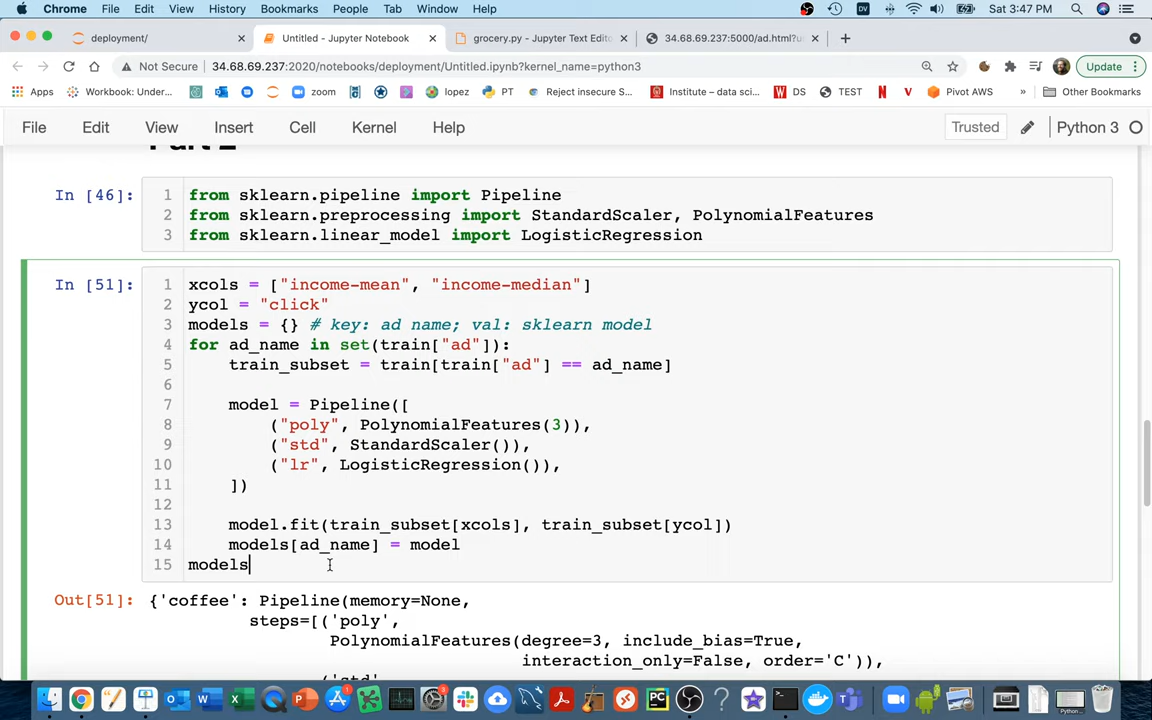 Chrome File Edit View History Bookmarks People Tab Window Help
DV
Sat 3:47 PM
deployment/
Untitled - Jupyter Notebook
grocery.py - Jupyter Text Edito
34.68.69.237:5000/ad.html?u
Not Secure 34.68.69.237:2020/notebooks/deployment/Untitled.ipynb?kernel_name=python3
Update
Apps Workbook: Under... zoom lopez PT Reject insecure S... Institute – data sci... DS TEST Pivot AWS » Other Bookmarks
File Edit View Insert Cell Kernel Help
Trusted Python 3
Part 2
In [46]:
1 from sklearn.pipeline import Pipeline
2 from sklearn.preprocessing import StandardScaler, PolynomialFeatures
3 from sklearn.linear_model import LogisticRegression
In [51]:
1 xcols = ["income-mean", "income-median"]
2 ycol = "click"
3 models = {} # key: ad name; val: sklearn model
4 for ad_name in set(train["ad"]):
5 train_subset = train[train["ad"] == ad_name]
6
7 model = Pipeline([
8 ("poly", PolynomialFeatures(3)),
9 ("std", StandardScaler()),
10 ("lr", LogisticRegression()),
11 ])
12
13 model.fit(train_subset[xcols], train_subset[ycol])
14 models[ad_name] = model
15 models
Out[51]: {'coffee': Pipeline(memory=None,
steps=[('poly',
PolynomialFeatures(degree=3, include_bias=True,
interaction_only=False, order='C')),
('std',